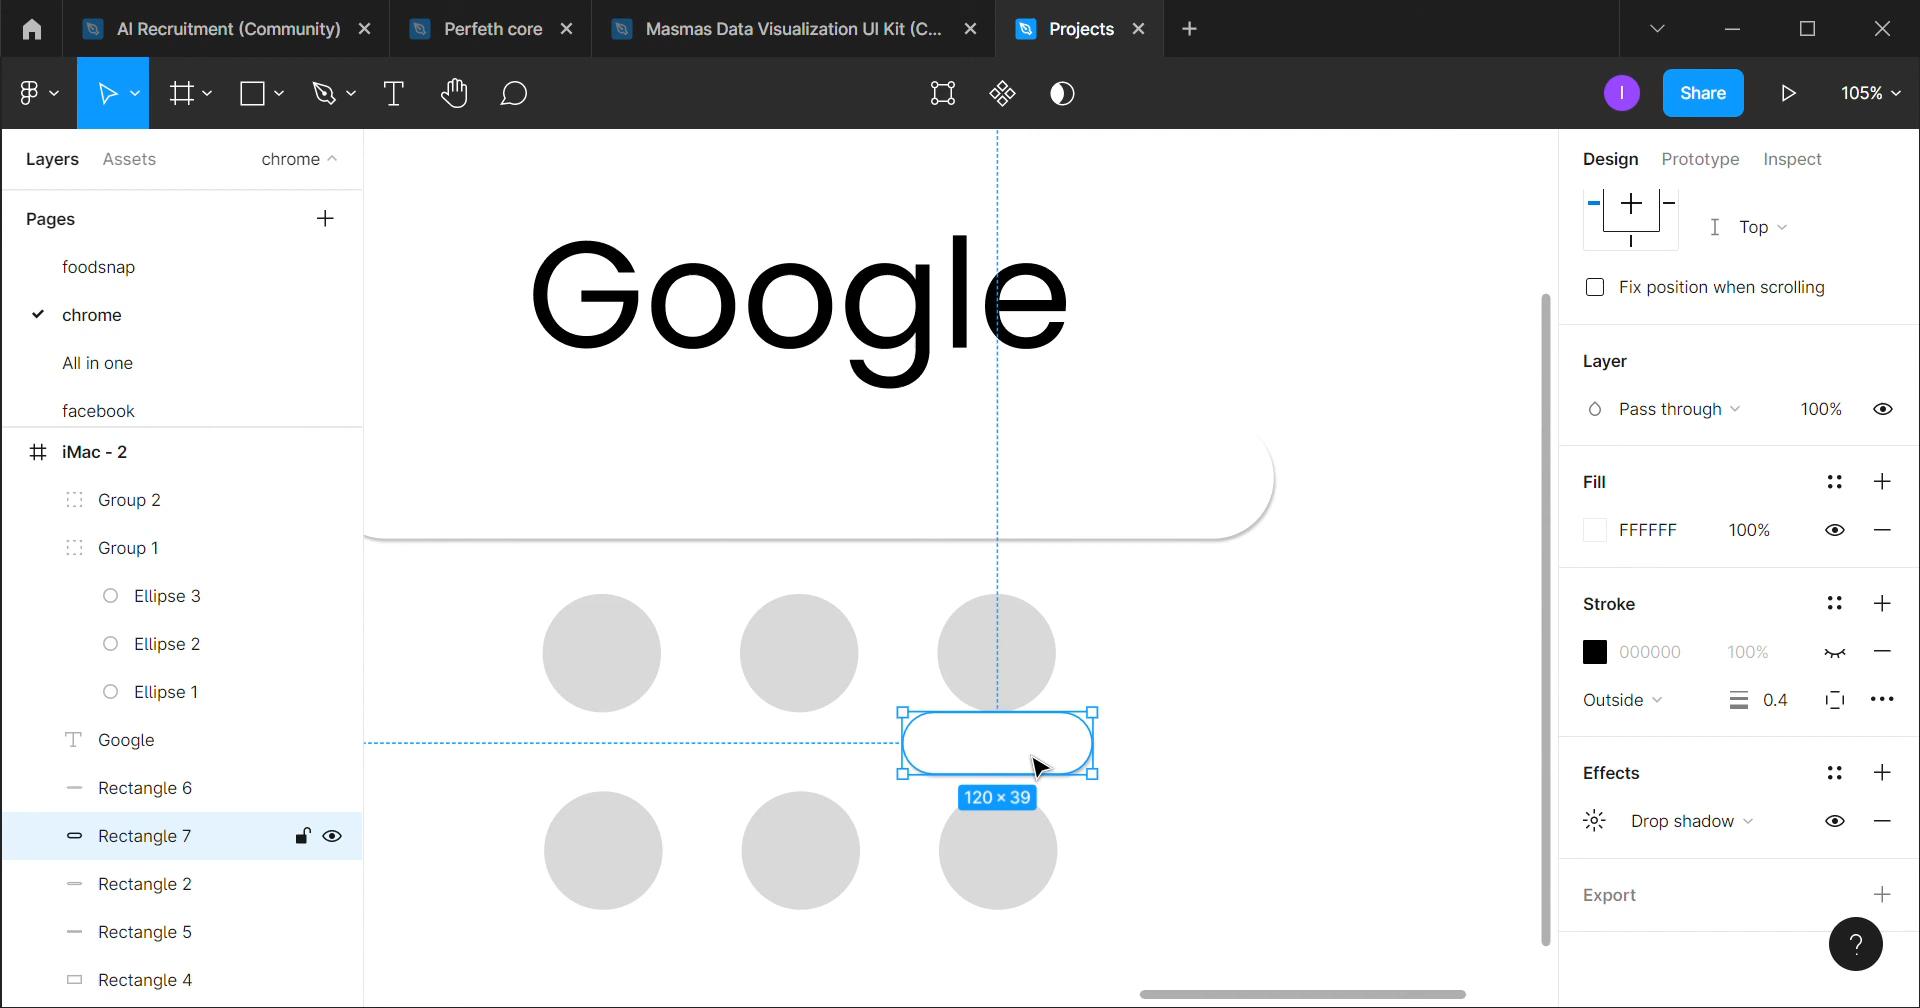 AI Recruitment (Community)
Perfeth core
Masmas Data Visualization UI Kit (C...
Projects
I
Share
105%
Layers
Assets
chrome
Pages
foodsnap
chrome
All in one
facebook
iMac - 2
Group 2
Group 1
Ellipse 3
Ellipse 2
Ellipse 1
Google
Rectangle 6
Rectangle 7
Rectangle 2
Rectangle 5
Rectangle 4
Google
120 × 39
Design
Prototype
Inspect
Top
Fix position when scrolling
Layer
Pass through
100%
Fill
FFFFFF
100%
Stroke
000000
100%
Outside
0.4
Effects
Drop shadow
Export
?